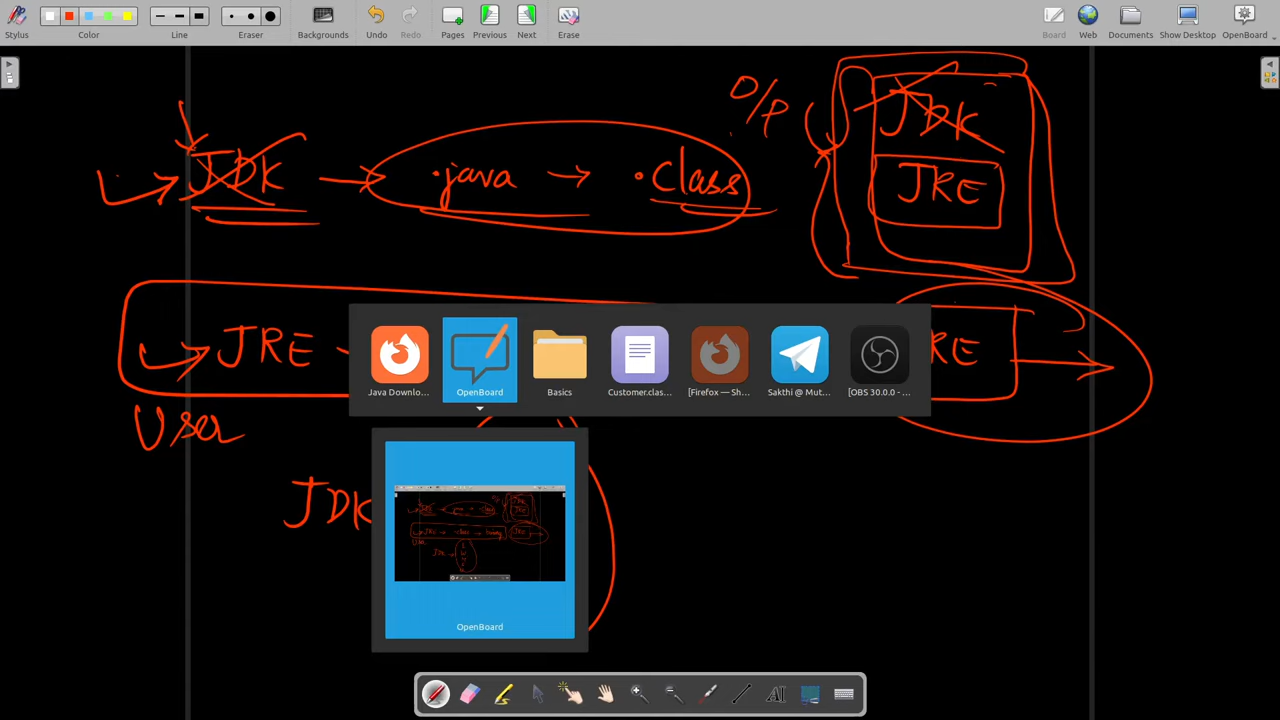 Stylus Color Line Eraser Backgrounds Undo Redo Pages Previous Next Erase Board Web Documents Show Desktop OpenBoard
O/P
JDK
JDK → .java → .class
JRE
JRE
JRE
User
Java Downlo... OpenBoard Basics Customer.clas... [Firefox — Sh... Sakthi @ Mut... [OBS 30.0.0 - ...
JDK
OpenBoard